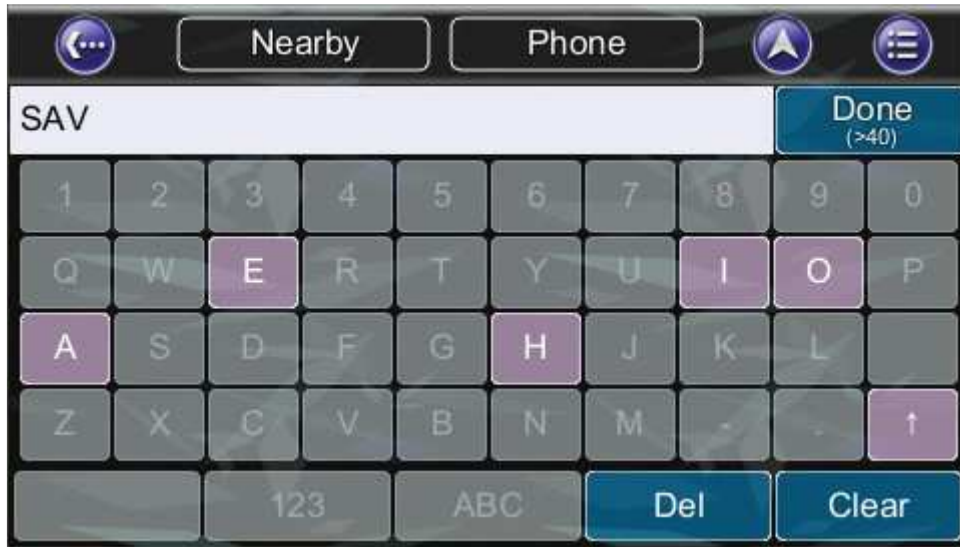 Nearby Phone
SAV Done
(>40)
1 2 3 4 5 6 7 8 9 0
Q W E R T Y U I O P
A S D F G H J K L
Z X C V B N M - . ↑
123 ABC Del Clear